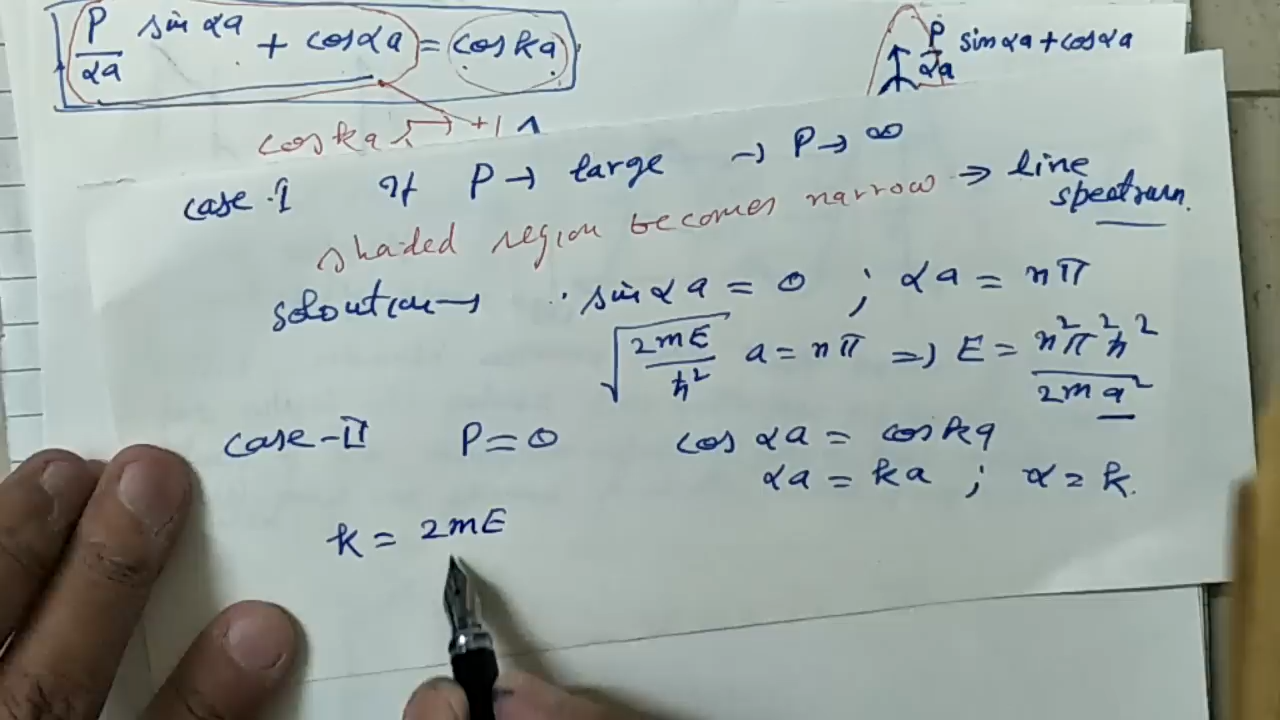 P/αa sin αa + cos αa = cos ka
P/αa sin αa + cos αa
cos ka → +1
case-I If P → large → P → ∞
shaded region becomes narrow ⇒ line spectrum.
solution → sin αa = 0 ; αa = nπ
√(2mE/ħ²) a = nπ ⇒ E = n²π²ħ²/2ma²
case-II P = 0 cos αa = cos ka
αa = ka ; α = k.
k = 2mE